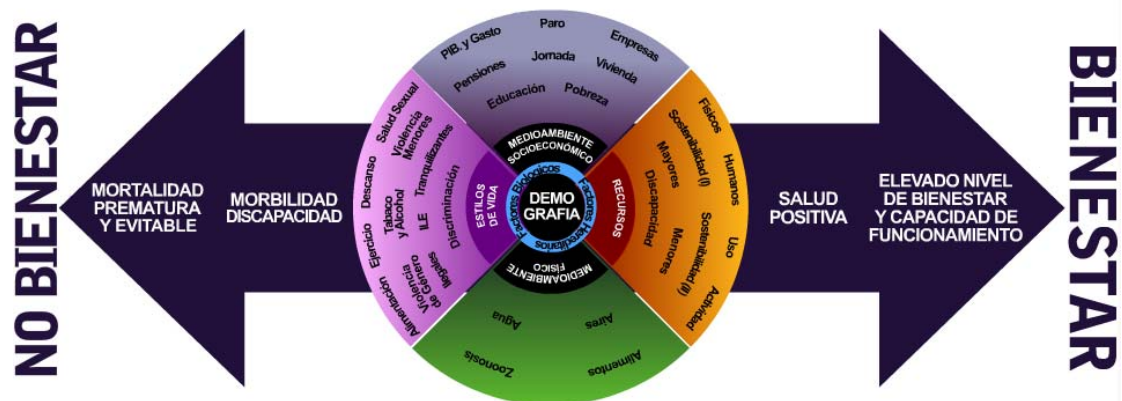 NO BIENESTAR
MORTALIDAD
PREMATURA
Y EVITABLE
MORBILIDAD
DISCAPACIDAD
PIB. y Gasto
Paro
Empresas
Pensiones
Jornada
Vivienda
Educación
Pobreza
MEDIOAMBIENTE
SOCIOECONÓMICO
Salud Sexual
Violencia
Menores
Tranquilizantes
Descanso
Tabaco
y Alcohol
ILE
Discriminación
Ejercicio
Alimentación
Violencia
de Género
Ilegales
ESTILOS
DE VIDA
Factores Biológicos
Factores Hereditarios
DEMO
GRAFIA
RECURSOS
Físicos
Sostenibilidad (I)
Mayores
Discapacidad
Humanos
Uso
Sostenibilidad (II)
Menores
Actividad
MEDIOAMBIENTE
FÍSICO
Agua
Aires
Zoonosis
Alimentos
SALUD
POSITIVA
ELEVADO NIVEL
DE BIENESTAR
Y CAPACIDAD DE
FUNCIONAMIENTO
BIENESTAR